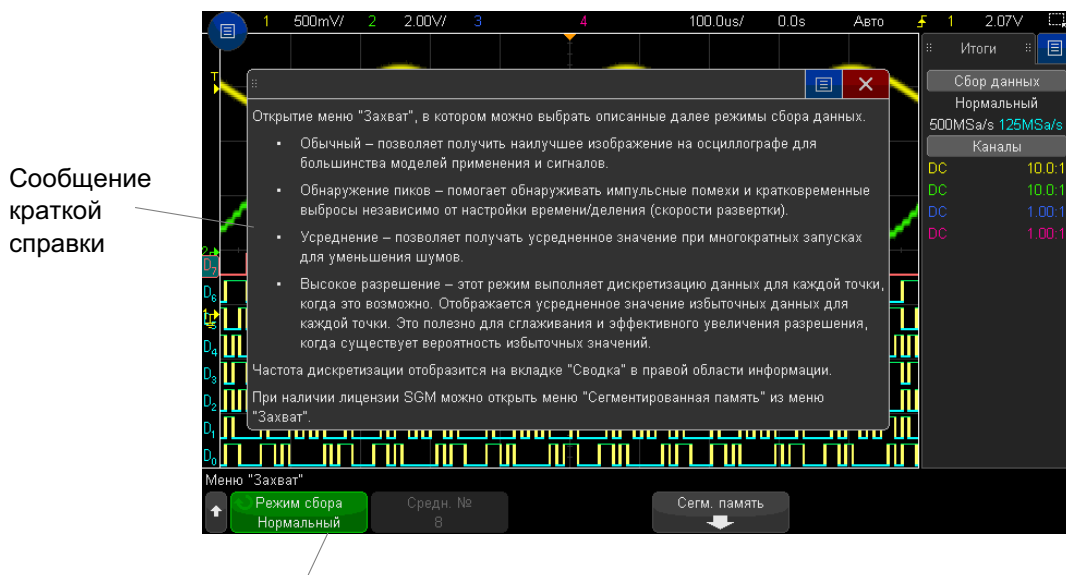 1 500mV/ 2 2.00V/ 3 4 100.0us/ 0.0s Авто 1 2.07V
Итоги
Сбор данных
Нормальный
500MSa/s 125MSa/s
Каналы
DC 10.0:1
DC 10.0:1
DC 1.00:1
DC 1.00:1
Сообщение
краткой
справки
T
Открытие меню "Захват", в котором можно выбрать описанные далее режимы сбора данных.
• Обычный – позволяет получить наилучшее изображение на осциллографе для
большинства моделей применения и сигналов.
• Обнаружение пиков – помогает обнаруживать импульсные помехи и кратковременные
выбросы независимо от настройки времени/деления (скорости развертки).
• Усреднение – позволяет получать усредненное значение при многократных запусках
для уменьшения шумов.
• Высокое разрешение – этот режим выполняет дискретизацию данных для каждой точки,
когда это возможно. Отображается усредненное значение избыточных данных для
каждой точки. Это полезно для сглаживания и эффективного увеличения разрешения,
когда существует вероятность избыточных значений.
Частота дискретизации отобразится на вкладке "Сводка" в правой области информации.
При наличии лицензии SGM можно открыть меню "Сегментированная память" из меню
"Захват".
2
D7
D6
D4
D3
D2
D1
D0
Меню "Захват"
Режим сбора
Нормальный
Средн. №
8
Сегм. память